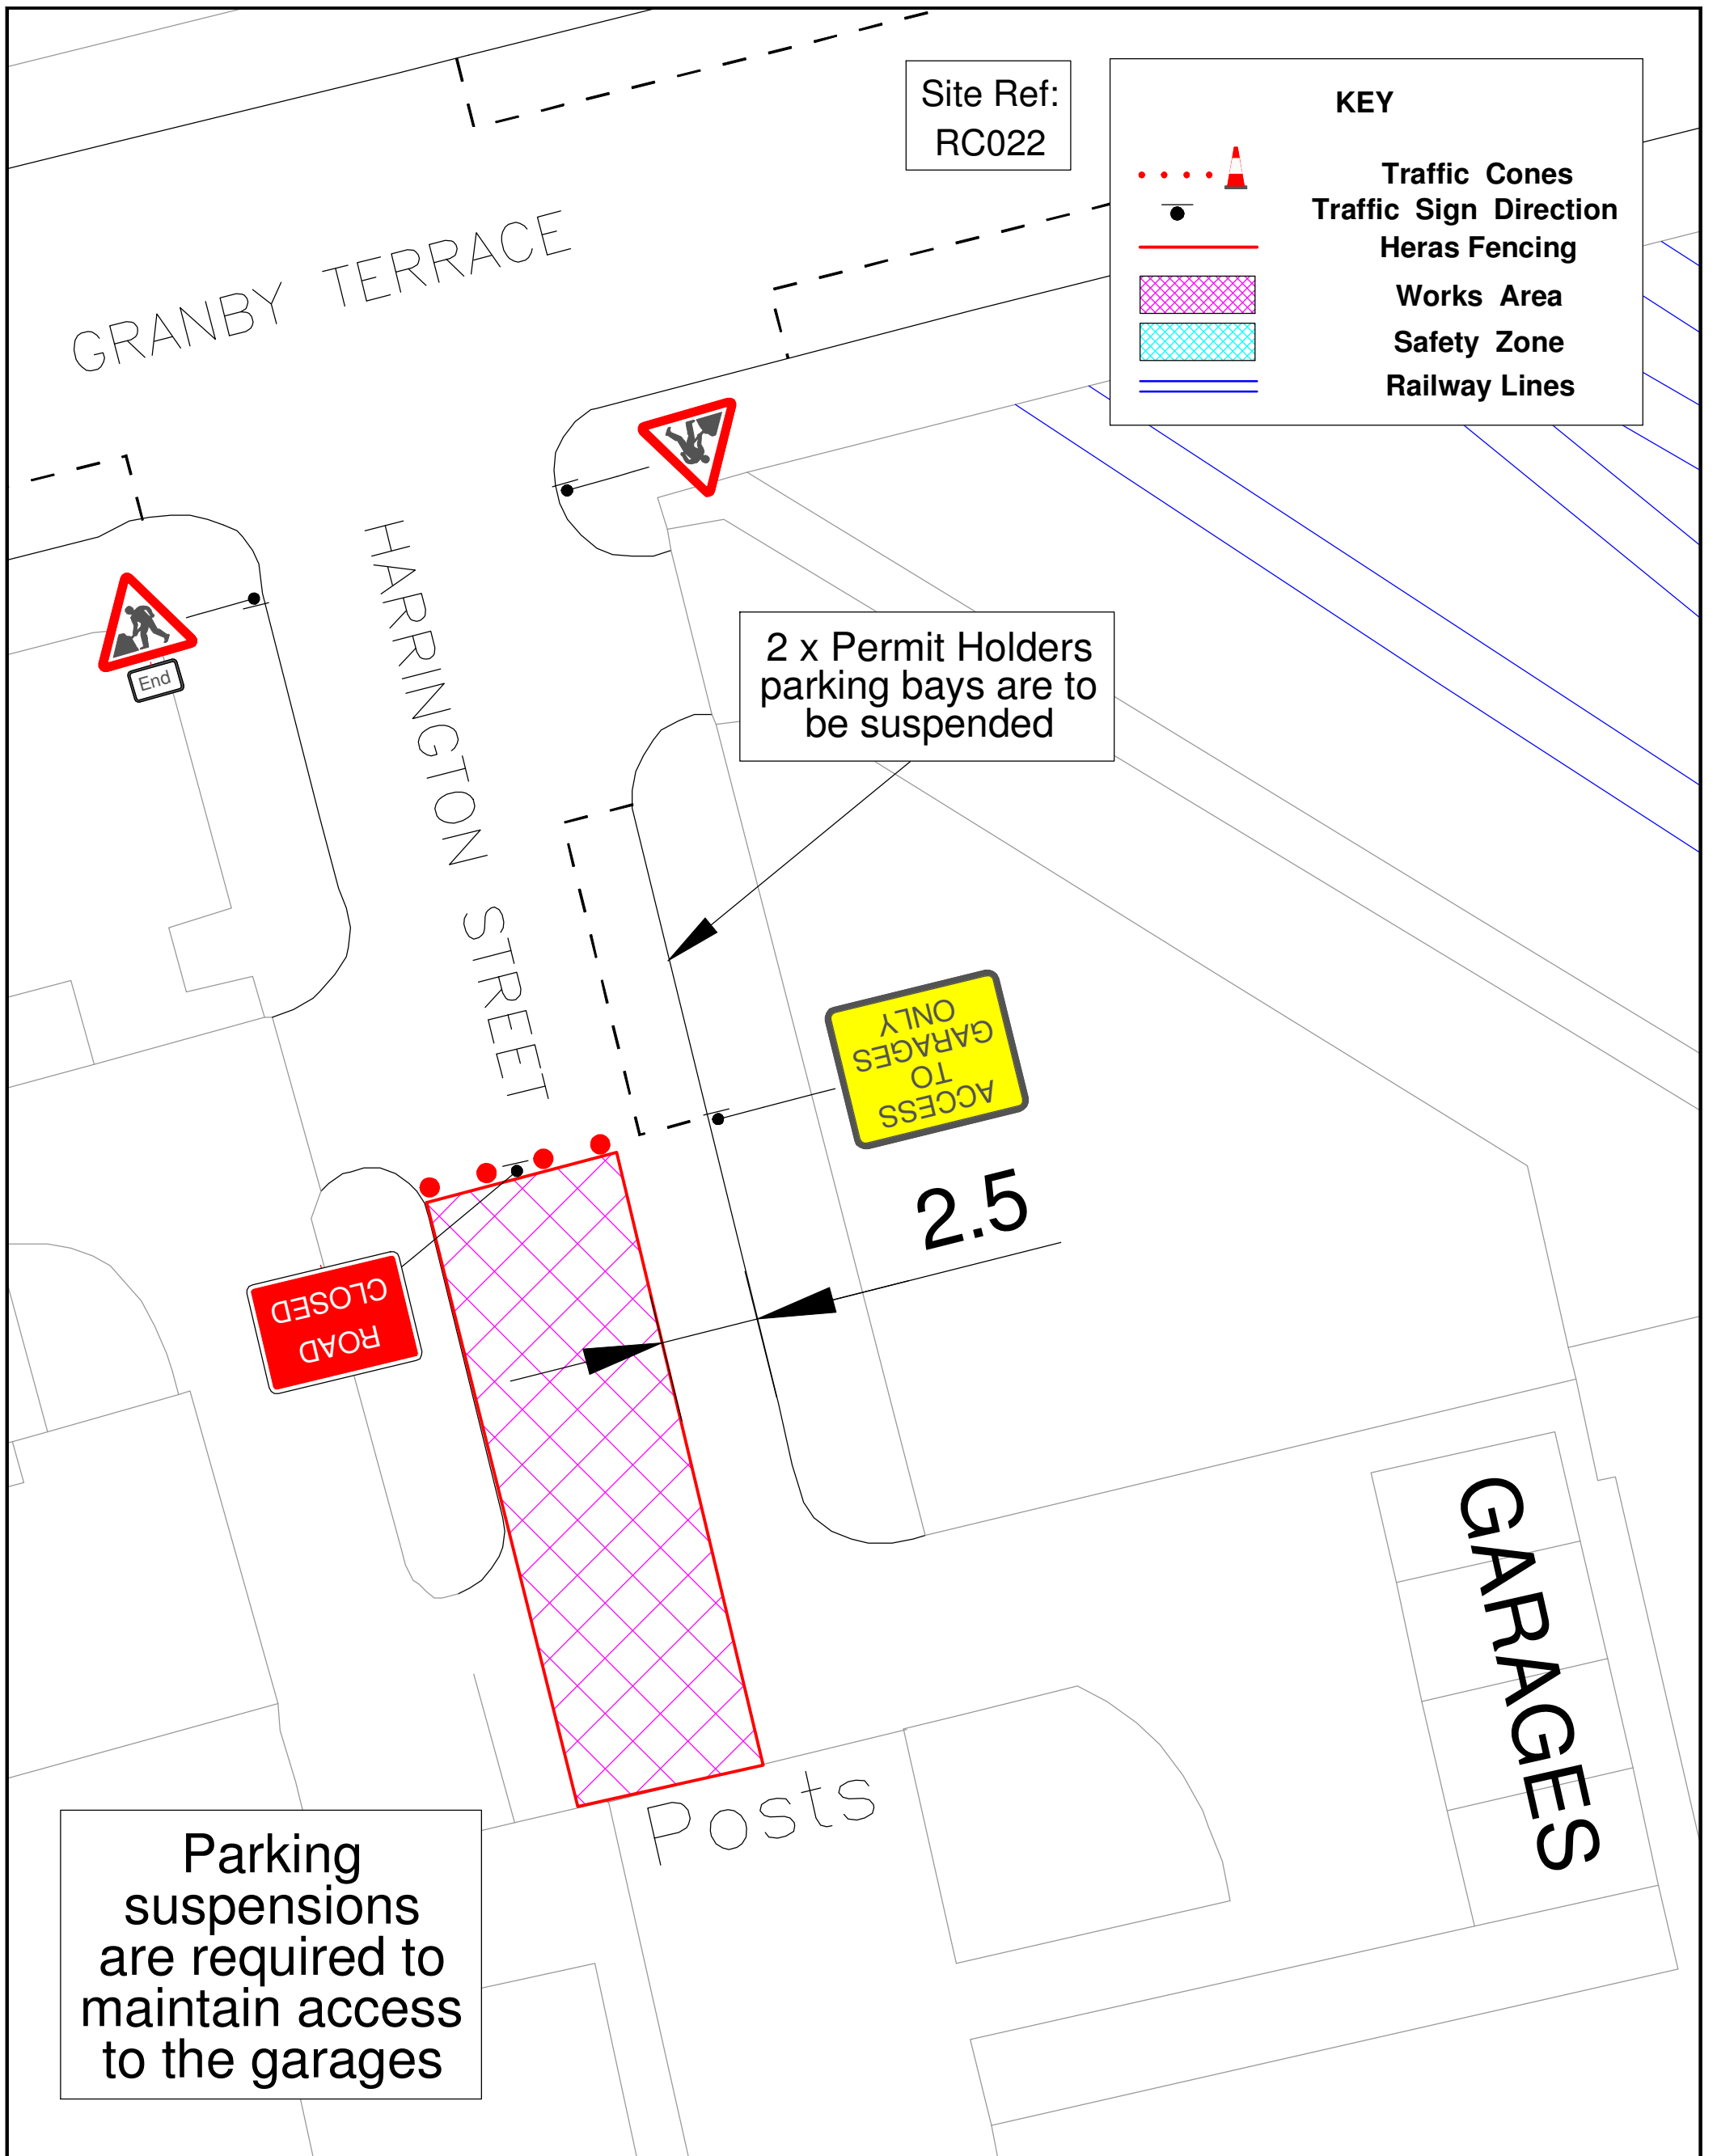 Site Ref:
RC022
KEY
Traffic Cones
Traffic Sign Direction
Heras Fencing
Works Area
Safety Zone
Railway Lines
GRANBY TERRACE
HARRINGTON STREET
End
2 x Permit Holders
parking bays are to
be suspended
ACCESS
TO
GARAGES
ONLY
2.5
ROAD
CLOSED
GARAGES
Posts
Parking
suspensions
are required to
maintain access
to the garages